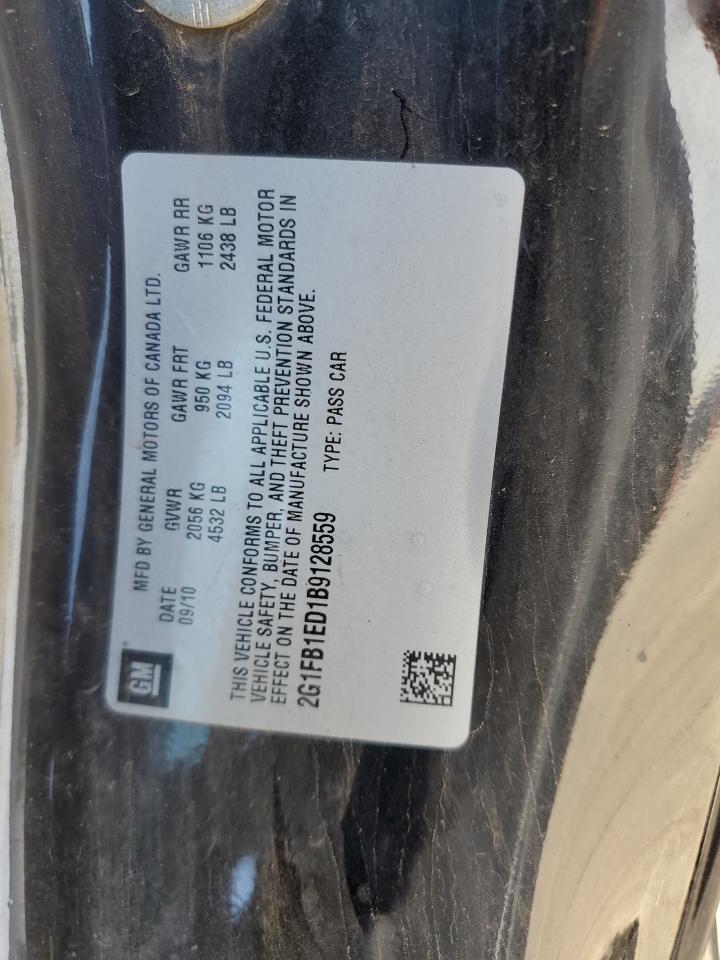 GM
MFD BY GENERAL MOTORS OF CANADA LTD.
DATE GVWR GAWR FRT GAWR RR
09/10 2056 KG 950 KG 1106 KG
4532 LB 2094 LB 2438 LB
THIS VEHICLE CONFORMS TO ALL APPLICABLE U.S. FEDERAL MOTOR
VEHICLE SAFETY, BUMPER, AND THEFT PREVENTION STANDARDS IN
EFFECT ON THE DATE OF MANUFACTURE SHOWN ABOVE.
2G1FB1ED1B9128559 TYPE: PASS CAR